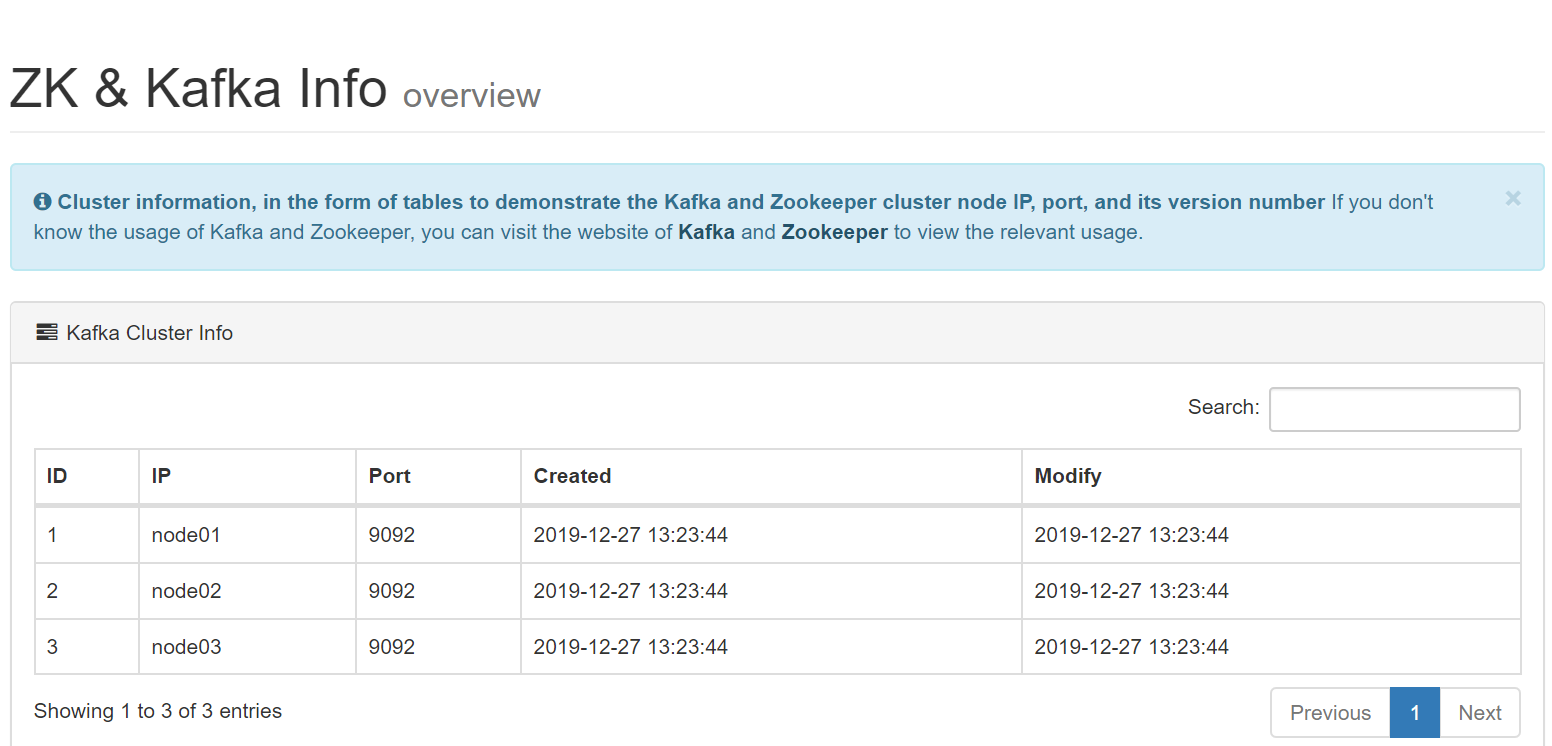 ZK & Kafka Info overview
Cluster information, in the form of tables to demonstrate the Kafka and Zookeeper cluster node IP, port, and its version number If you don't
know the usage of Kafka and Zookeeper, you can visit the website of Kafka and Zookeeper to view the relevant usage.
×
Kafka Cluster Info
Search:
ID IP Port Created Modify
1 node01 9092 2019-12-27 13:23:44 2019-12-27 13:23:44
2 node02 9092 2019-12-27 13:23:44 2019-12-27 13:23:44
3 node03 9092 2019-12-27 13:23:44 2019-12-27 13:23:44
Showing 1 to 3 of 3 entries
Previous 1 Next